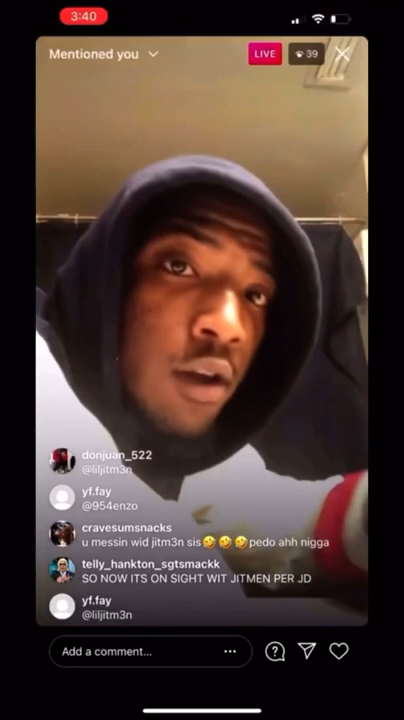 3:40
Mentioned you
LIVE
39
donjuan_522
@liljitm3n
yf.fay
@954enzo
cravesumsnacks
u messin wid jitm3n sis🤣🤣🤣pedo ahh nigga
telly_hankton_sgtsmackk
SO NOW ITS ON SIGHT WIT JITMEN PER JD
yf.fay
@liljitm3n
Add a comment...